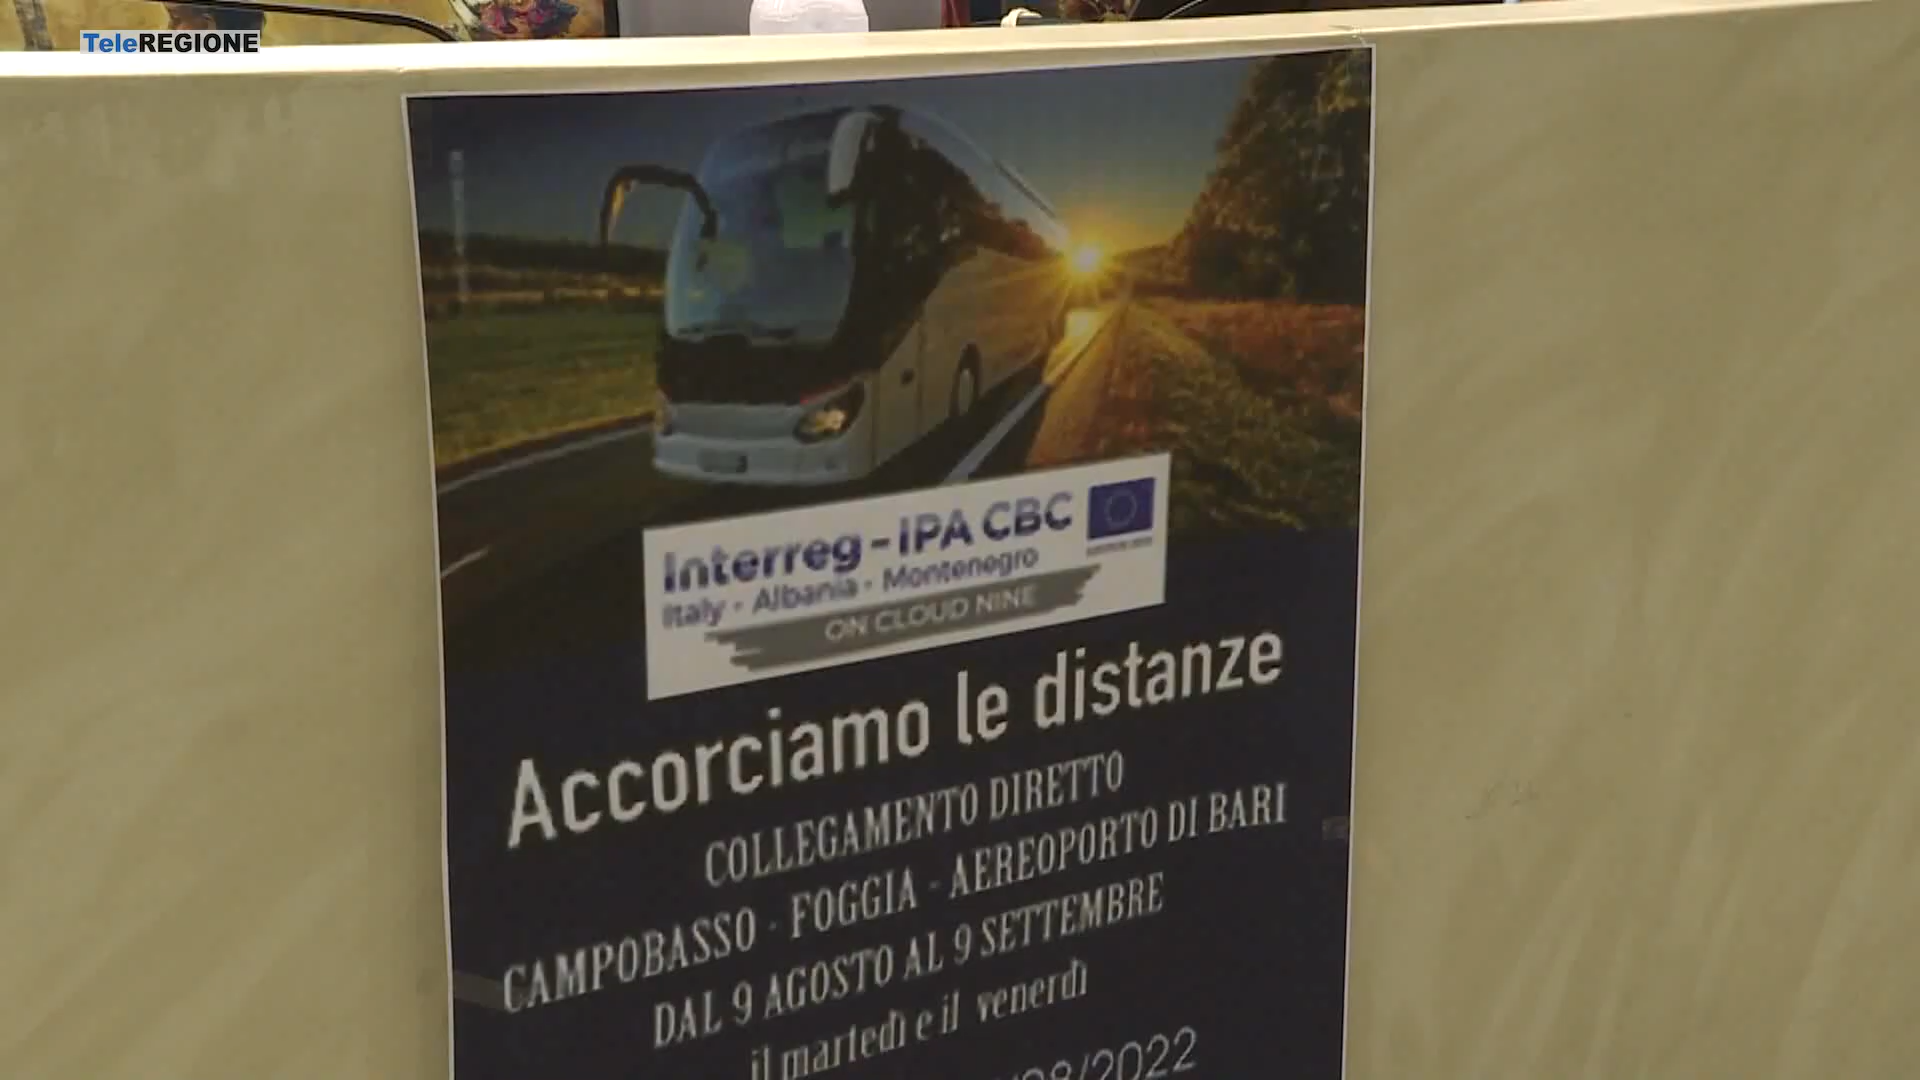 TeleREGIONE
Interreg - IPA CBC
Italy - Albania - Montenegro
ON CLOUD NINE
Accorciamo le distanze
COLLEGAMENTO DIRETTO
CAMPOBASSO - FOGGIA - AEREOPORTO DI BARI
DAL 9 AGOSTO AL 9 SETTEMBRE
il martedì e il venerdì
/2022